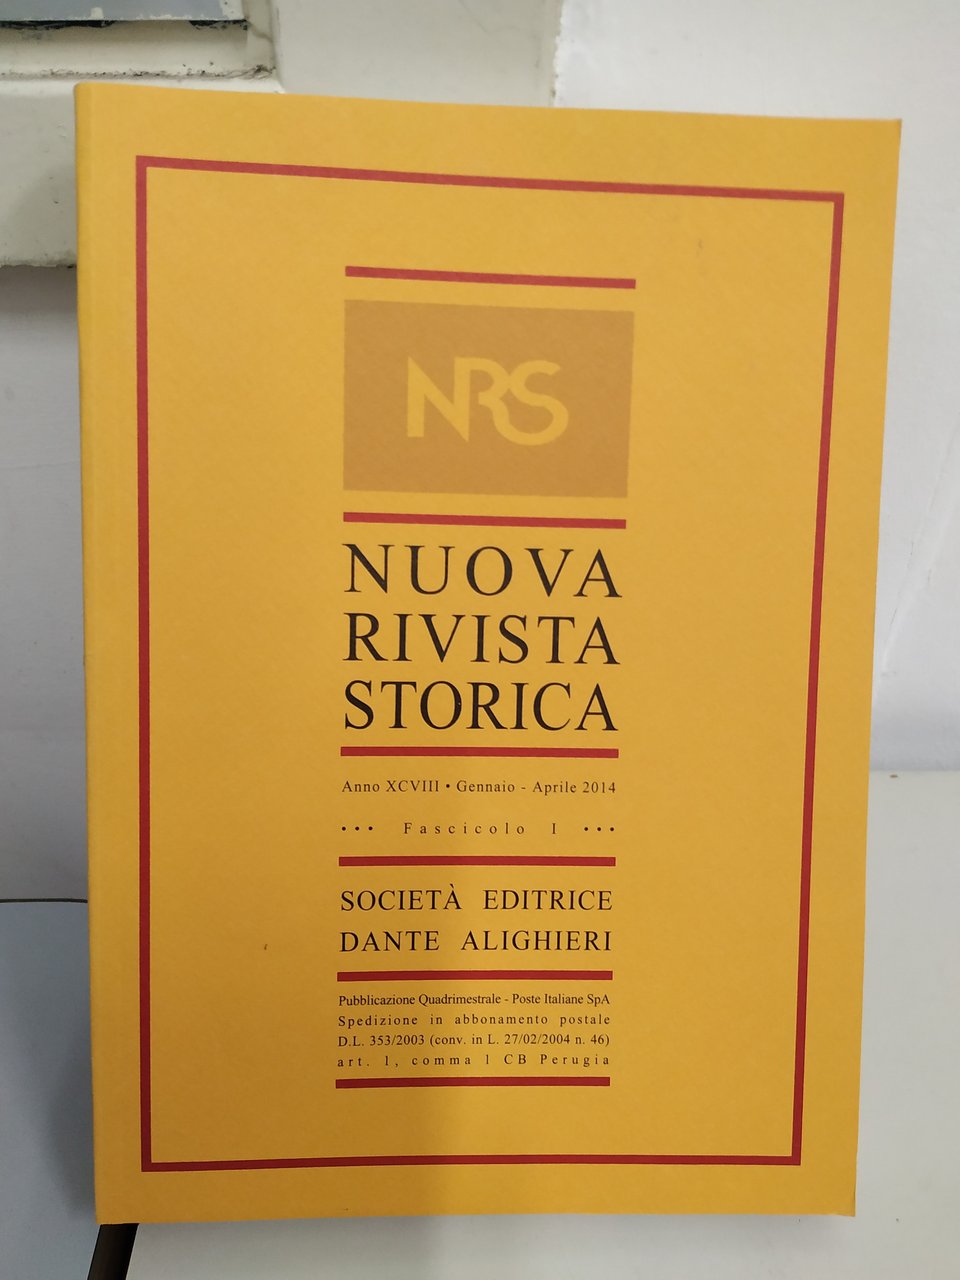 NRS
NUOVA
RIVISTA
STORICA
Anno XCVIII • Gennaio - Aprile 2014
••• Fascicolo I •••
SOCIETÀ EDITRICE
DANTE ALIGHIERI
Pubblicazione Quadrimestrale - Poste Italiane SpA
Spedizione in abbonamento postale
D.L. 353/2003 (conv. in L. 27/02/2004 n. 46)
art. 1, comma 1 CB Perugia